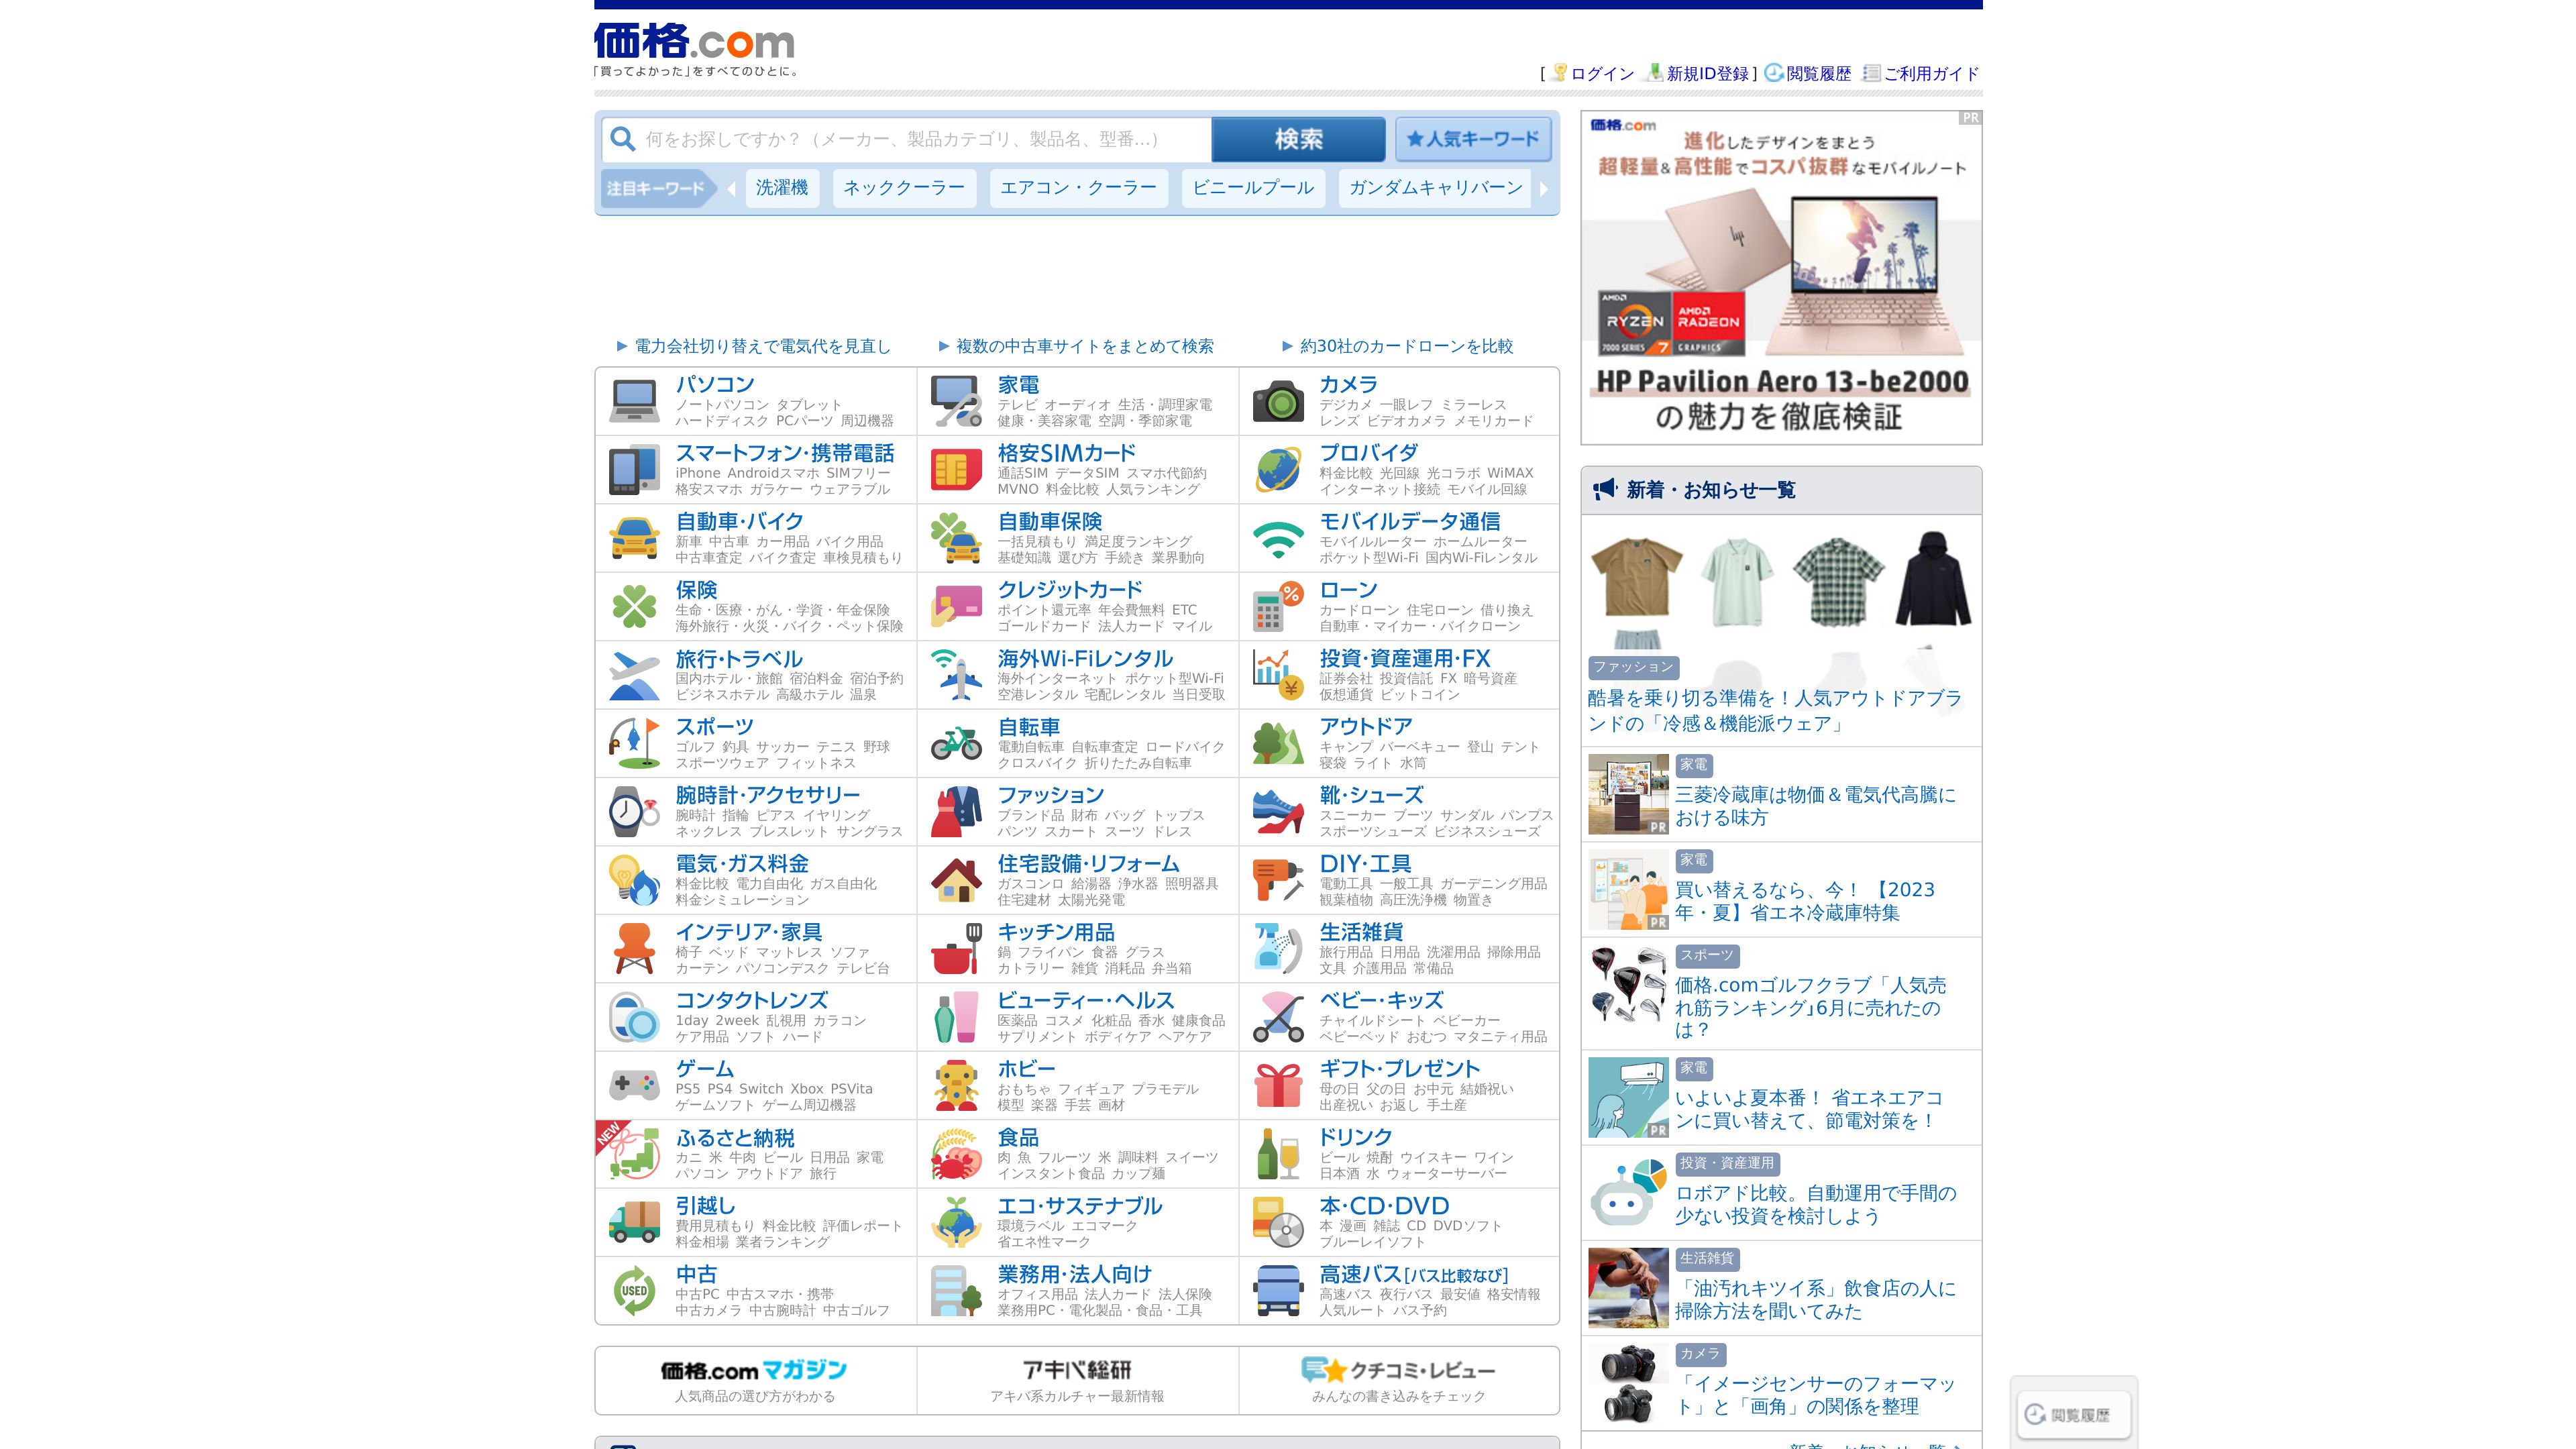 価格.com
「買ってよかった」をすべてのひとに。
[ ログイン 新規ID登録 ] 閲覧履歴 ご利用ガイド
何をお探しですか？（メーカー、製品カテゴリ、製品名、型番…）
検索
★人気キーワード
注目キーワード
洗濯機 ネッククーラー エアコン・クーラー ビニールプール ガンダムキャリバーン
電力会社切り替えで電気代を見直し
複数の中古車サイトをまとめて検索
約30社のカードローンを比較
パソコン
ノートパソコン タブレット
ハードディスク PCパーツ 周辺機器
家電
テレビ オーディオ 生活・調理家電
健康・美容家電 空調・季節家電
カメラ
デジカメ 一眼レフ ミラーレス
レンズ ビデオカメラ メモリカード
スマートフォン・携帯電話
iPhone Androidスマホ SIMフリー
格安スマホ ガラケー ウェアラブル
格安SIMカード
通話SIM データSIM スマホ代節約
MVNO 料金比較 人気ランキング
プロバイダ
料金比較 光回線 光コラボ WiMAX
インターネット接続 モバイル回線
自動車・バイク
新車 中古車 カー用品 バイク用品
中古車査定 バイク査定 車検見積もり
自動車保険
一括見積もり 満足度ランキング
基礎知識 選び方 手続き 業界動向
モバイルデータ通信
モバイルルーター ホームルーター
ポケット型Wi-Fi 国内Wi-Fiレンタル
保険
生命・医療・がん・学資・年金保険
海外旅行・火災・バイク・ペット保険
クレジットカード
ポイント還元率 年会費無料 ETC
ゴールドカード 法人カード マイル
ローン
カードローン 住宅ローン 借り換え
自動車・マイカー・バイクローン
旅行・トラベル
国内ホテル・旅館 宿泊料金 宿泊予約
ビジネスホテル 高級ホテル 温泉
海外Wi-Fiレンタル
海外インターネット ポケット型Wi-Fi
空港レンタル 宅配レンタル 当日受取
投資・資産運用・FX
証券会社 投資信託 FX 暗号資産
仮想通貨 ビットコイン
スポーツ
ゴルフ 釣具 サッカー テニス 野球
スポーツウェア フィットネス
自転車
電動自転車 自転車査定 ロードバイク
クロスバイク 折りたたみ自転車
アウトドア
キャンプ バーベキュー 登山 テント
寝袋 ライト 水筒
腕時計・アクセサリー
腕時計 指輪 ピアス イヤリング
ネックレス ブレスレット サングラス
ファッション
ブランド品 財布 バッグ トップス
パンツ スカート スーツ ドレス
靴・シューズ
スニーカー ブーツ サンダル パンプス
スポーツシューズ ビジネスシューズ
電気・ガス料金
料金比較 電力自由化 ガス自由化
料金シミュレーション
住宅設備・リフォーム
ガスコンロ 給湯器 浄水器 照明器具
住宅建材 太陽光発電
DIY・工具
電動工具 一般工具 ガーデニング用品
観葉植物 高圧洗浄機 物置き
インテリア・家具
椅子 ベッド マットレス ソファ
カーテン パソコンデスク テレビ台
キッチン用品
鍋 フライパン 食器 グラス
カトラリー 雑貨 消耗品 弁当箱
生活雑貨
旅行用品 日用品 洗濯用品 掃除用品
文具 介護用品 常備品
コンタクトレンズ
1day 2week 乱視用 カラコン
ケア用品 ソフト ハード
ビューティー・ヘルス
医薬品 コスメ 化粧品 香水 健康食品
サプリメント ボディケア ヘアケア
ベビー・キッズ
チャイルドシート ベビーカー
ベビーベッド おむつ マタニティ用品
ゲーム
PS5 PS4 Switch Xbox PSVita
ゲームソフト ゲーム周辺機器
ホビー
おもちゃ フィギュア プラモデル
模型 楽器 手芸 画材
ギフト・プレゼント
母の日 父の日 お中元 結婚祝い
出産祝い お返し 手土産
NEW
ふるさと納税
カニ 米 牛肉 ビール 日用品 家電
パソコン アウトドア 旅行
食品
肉 魚 フルーツ 米 調味料 スイーツ
インスタント食品 カップ麺
ドリンク
ビール 焼酎 ウイスキー ワイン
日本酒 水 ウォーターサーバー
引越し
費用見積もり 料金比較 評価レポート
料金相場 業者ランキング
エコ・サステナブル
環境ラベル エコマーク
省エネ性マーク
本・CD・DVD
本 漫画 雑誌 CD DVDソフト
ブルーレイソフト
USED
中古
中古PC 中古スマホ・携帯
中古カメラ 中古腕時計 中古ゴルフ
業務用・法人向け
オフィス用品 法人カード 法人保険
業務用PC・電化製品・食品・工具
高速バス[バス比較なび]
高速バス 夜行バス 最安値 格安情報
人気ルート バス予約
価格.comマガジン
人気商品の選び方がわかる
アキバ総研
アキバ系カルチャー最新情報
クチコミ・レビュー
みんなの書き込みをチェック
価格.com
PR
進化したデザインをまとう
超軽量&高性能でコスパ抜群なモバイルノート
hp
AMD
RYZEN
7000 SERIES 7
AMD
RADEON
GRAPHICS
HP Pavilion Aero 13-be2000
の魅力を徹底検証
新着・お知らせ一覧
ファッション
酷暑を乗り切る準備を！人気アウトドアブラ
ンドの「冷感＆機能派ウェア」
PR
家電
三菱冷蔵庫は物価＆電気代高騰に
おける味方
PR
家電
買い替えるなら、今！ 【2023
年・夏】省エネ冷蔵庫特集
スポーツ
価格.comゴルフクラブ「人気売
れ筋ランキング｣6月に売れたの
は？
PR
家電
いよいよ夏本番！ 省エネエアコ
ンに買い替えて、節電対策を！
投資・資産運用
ロボアド比較。自動運用で手間の
少ない投資を検討しよう
生活雑貨
「油汚れキツイ系」飲食店の人に
掃除方法を聞いてみた
カメラ
「イメージセンサーのフォーマッ
ト」と「画角」の関係を整理
閲覧履歴